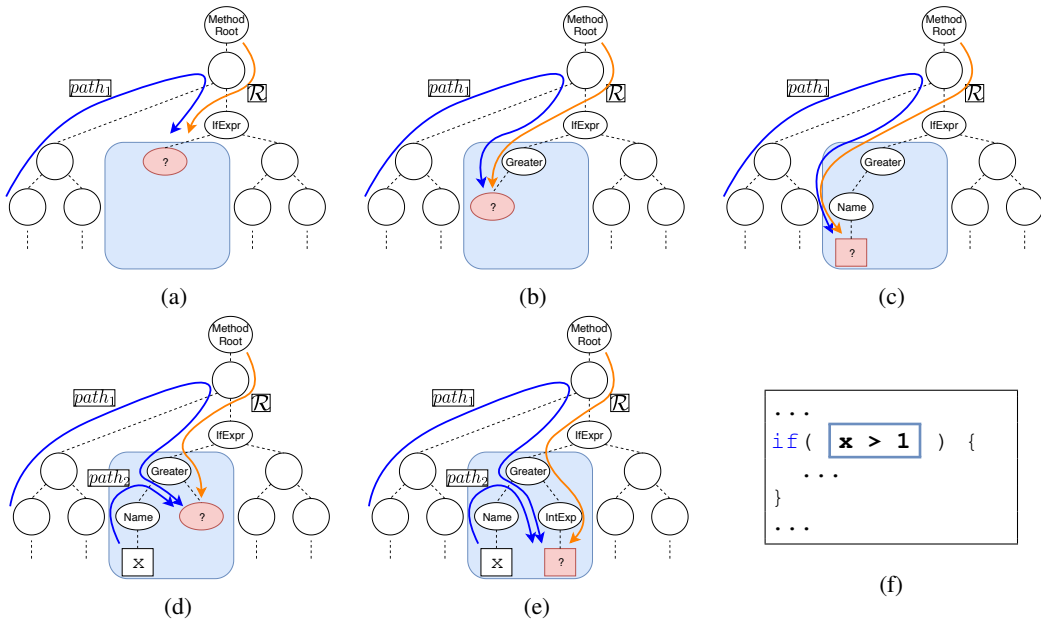 Method
Root
path1
R
IfExpr
?
(a)
Method
Root
path1
R
IfExpr
Greater
?
(b)
Method
Root
path1
R
IfExpr
Greater
Name
?
(c)
Method
Root
path1
R
IfExpr
path2
Greater
Name
?
x
(d)
Method
Root
path1
R
IfExpr
path2
Greater
Name
IntExp
x
?
(e)
...
if( x > 1 ) {
...
}
...
(f)